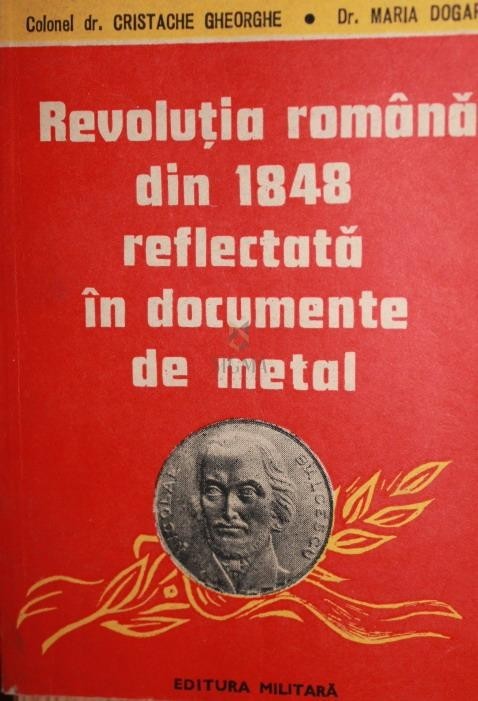 Colonel dr. CRISTACHE GHEORGHE • Dr. MARIA DOGAR
Revoluția română
din 1848
reflectată
în documente
de metal
SIGMA
NICOLAE BĂLCESCU
EDITURA MILITARĂ